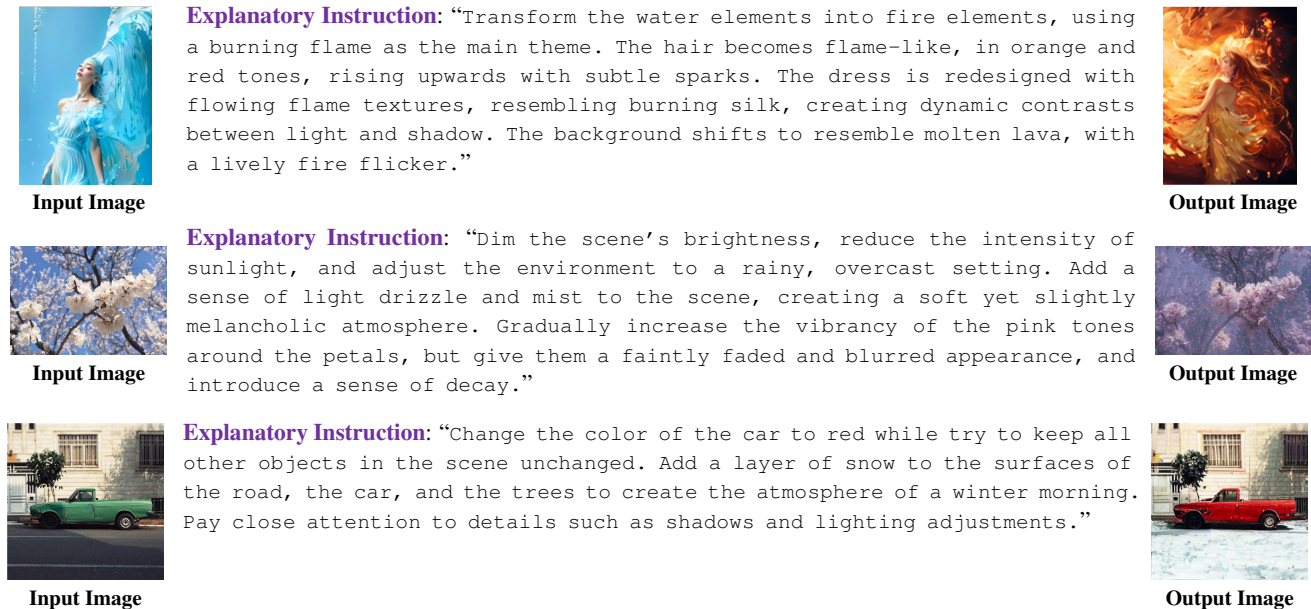 Explanatory Instruction: “Transform the water elements into fire elements, using
a burning flame as the main theme. The hair becomes flame-like, in orange and
red tones, rising upwards with subtle sparks. The dress is redesigned with
flowing flame textures, resembling burning silk, creating dynamic contrasts
between light and shadow. The background shifts to resemble molten lava, with
a lively fire flicker.”
Input Image
Output Image
Explanatory Instruction: “Dim the scene’s brightness, reduce the intensity of
sunlight, and adjust the environment to a rainy, overcast setting. Add a
sense of light drizzle and mist to the scene, creating a soft yet slightly
melancholic atmosphere. Gradually increase the vibrancy of the pink tones
around the petals, but give them a faintly faded and blurred appearance, and
introduce a sense of decay.”
Input Image
Output Image
Explanatory Instruction: “Change the color of the car to red while try to keep all
other objects in the scene unchanged. Add a layer of snow to the surfaces of
the road, the car, and the trees to create the atmosphere of a winter morning.
Pay close attention to details such as shadows and lighting adjustments.”
Input Image
Output Image